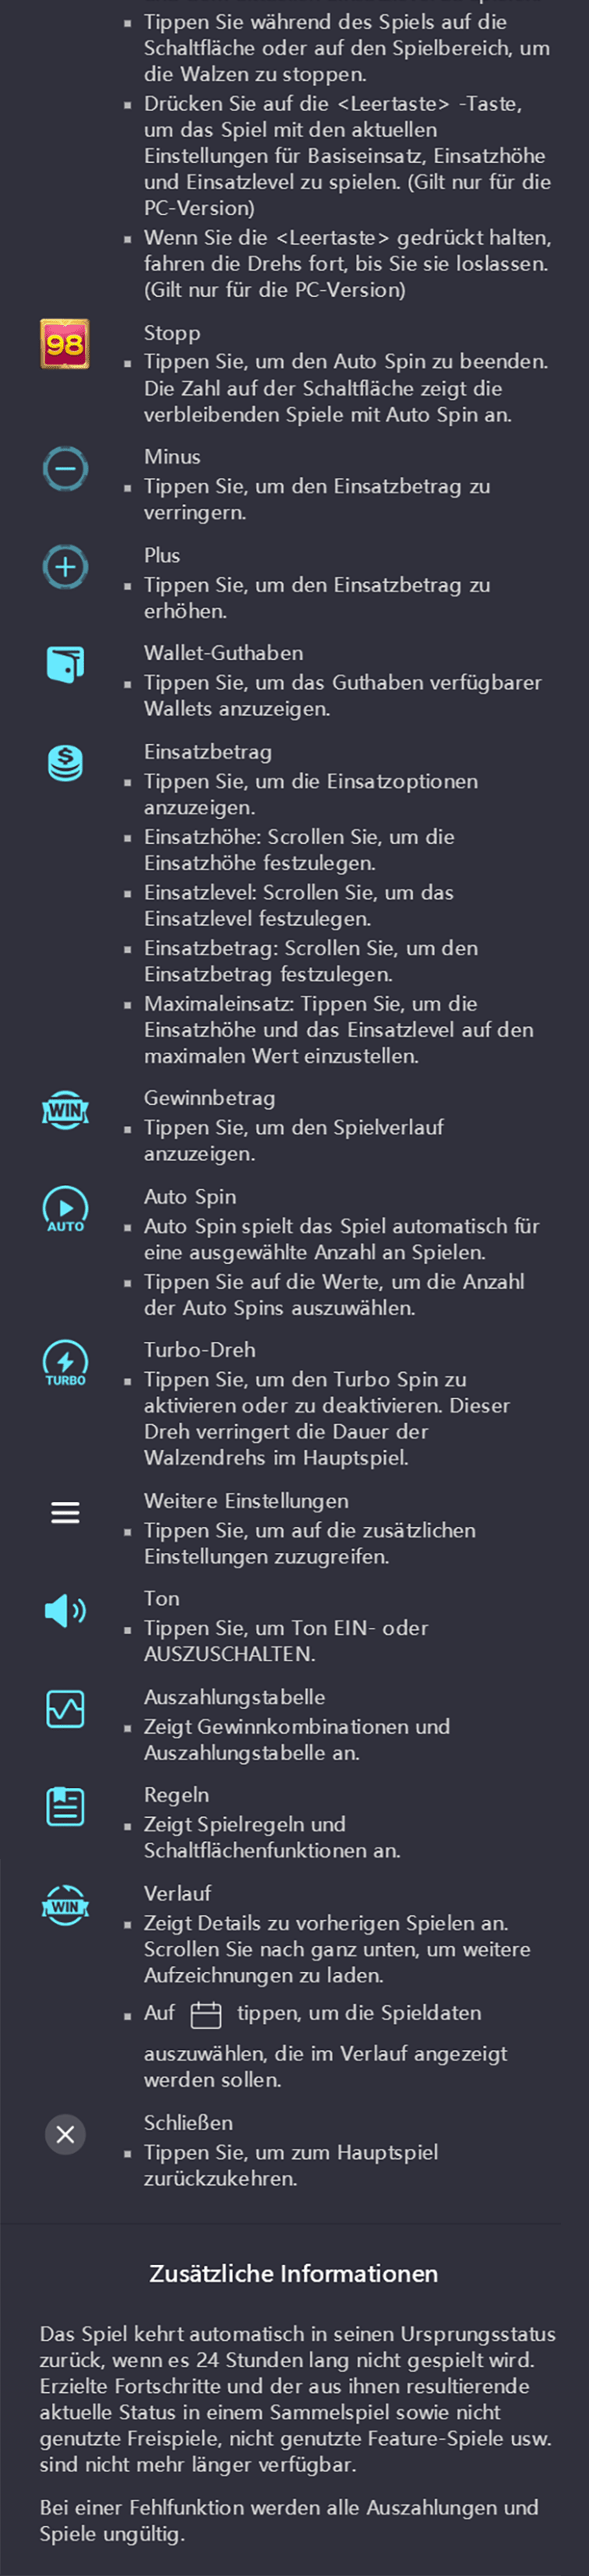 Tippen Sie während des Spiels auf die
Schaltfläche oder auf den Spielbereich, um
die Walzen zu stoppen.
Drücken Sie auf die <Leertaste> -Taste,
um das Spiel mit den aktuellen
Einstellungen für Basiseinsatz, Einsatzhöhe
und Einsatzlevel zu spielen. (Gilt nur für die
PC-Version)
Wenn Sie die <Leertaste> gedrückt halten,
fahren die Drehs fort, bis Sie sie loslassen.
(Gilt nur für die PC-Version)
98
Stopp
Tippen Sie, um den Auto Spin zu beenden.
Die Zahl auf der Schaltfläche zeigt die
verbleibenden Spiele mit Auto Spin an.
Minus
Tippen Sie, um den Einsatzbetrag zu
verringern.
Plus
Tippen Sie, um den Einsatzbetrag zu
erhöhen.
Wallet-Guthaben
Tippen Sie, um das Guthaben verfügbarer
Wallets anzuzeigen.
Einsatzbetrag
Tippen Sie, um die Einsatzoptionen
anzuzeigen.
Einsatzhöhe: Scrollen Sie, um die
Einsatzhöhe festzulegen.
Einsatzlevel: Scrollen Sie, um das
Einsatzlevel festzulegen.
Einsatzbetrag: Scrollen Sie, um den
Einsatzbetrag festzulegen.
Maximaleinsatz: Tippen Sie, um die
Einsatzhöhe und das Einsatzlevel auf den
maximalen Wert einzustellen.
WIN
Gewinnbetrag
Tippen Sie, um den Spielverlauf
anzuzeigen.
AUTO
Auto Spin
Auto Spin spielt das Spiel automatisch für
eine ausgewählte Anzahl an Spielen.
Tippen Sie auf die Werte, um die Anzahl
der Auto Spins auszuwählen.
TURBO
Turbo-Dreh
Tippen Sie, um den Turbo Spin zu
aktivieren oder zu deaktivieren. Dieser
Dreh verringert die Dauer der
Walzendrehs im Hauptspiel.
Weitere Einstellungen
Tippen Sie, um auf die zusätzlichen
Einstellungen zuzugreifen.
Ton
Tippen Sie, um Ton EIN- oder
AUSZUSCHALTEN.
Auszahlungstabelle
Zeigt Gewinnkombinationen und
Auszahlungstabelle an.
Regeln
Zeigt Spielregeln und
Schaltflächenfunktionen an.
WIN
Verlauf
Zeigt Details zu vorherigen Spielen an.
Scrollen Sie nach ganz unten, um weitere
Aufzeichnungen zu laden.
Auf tippen, um die Spieldaten
auszuwählen, die im Verlauf angezeigt
werden sollen.
Schließen
Tippen Sie, um zum Hauptspiel
zurückzukehren.
Zusätzliche Informationen
Das Spiel kehrt automatisch in seinen Ursprungsstatus
zurück, wenn es 24 Stunden lang nicht gespielt wird.
Erzielte Fortschritte und der aus ihnen resultierende
aktuelle Status in einem Sammelspiel sowie nicht
genutzte Freispiele, nicht genutzte Feature-Spiele usw.
sind nicht mehr länger verfügbar.
Bei einer Fehlfunktion werden alle Auszahlungen und
Spiele ungültig.